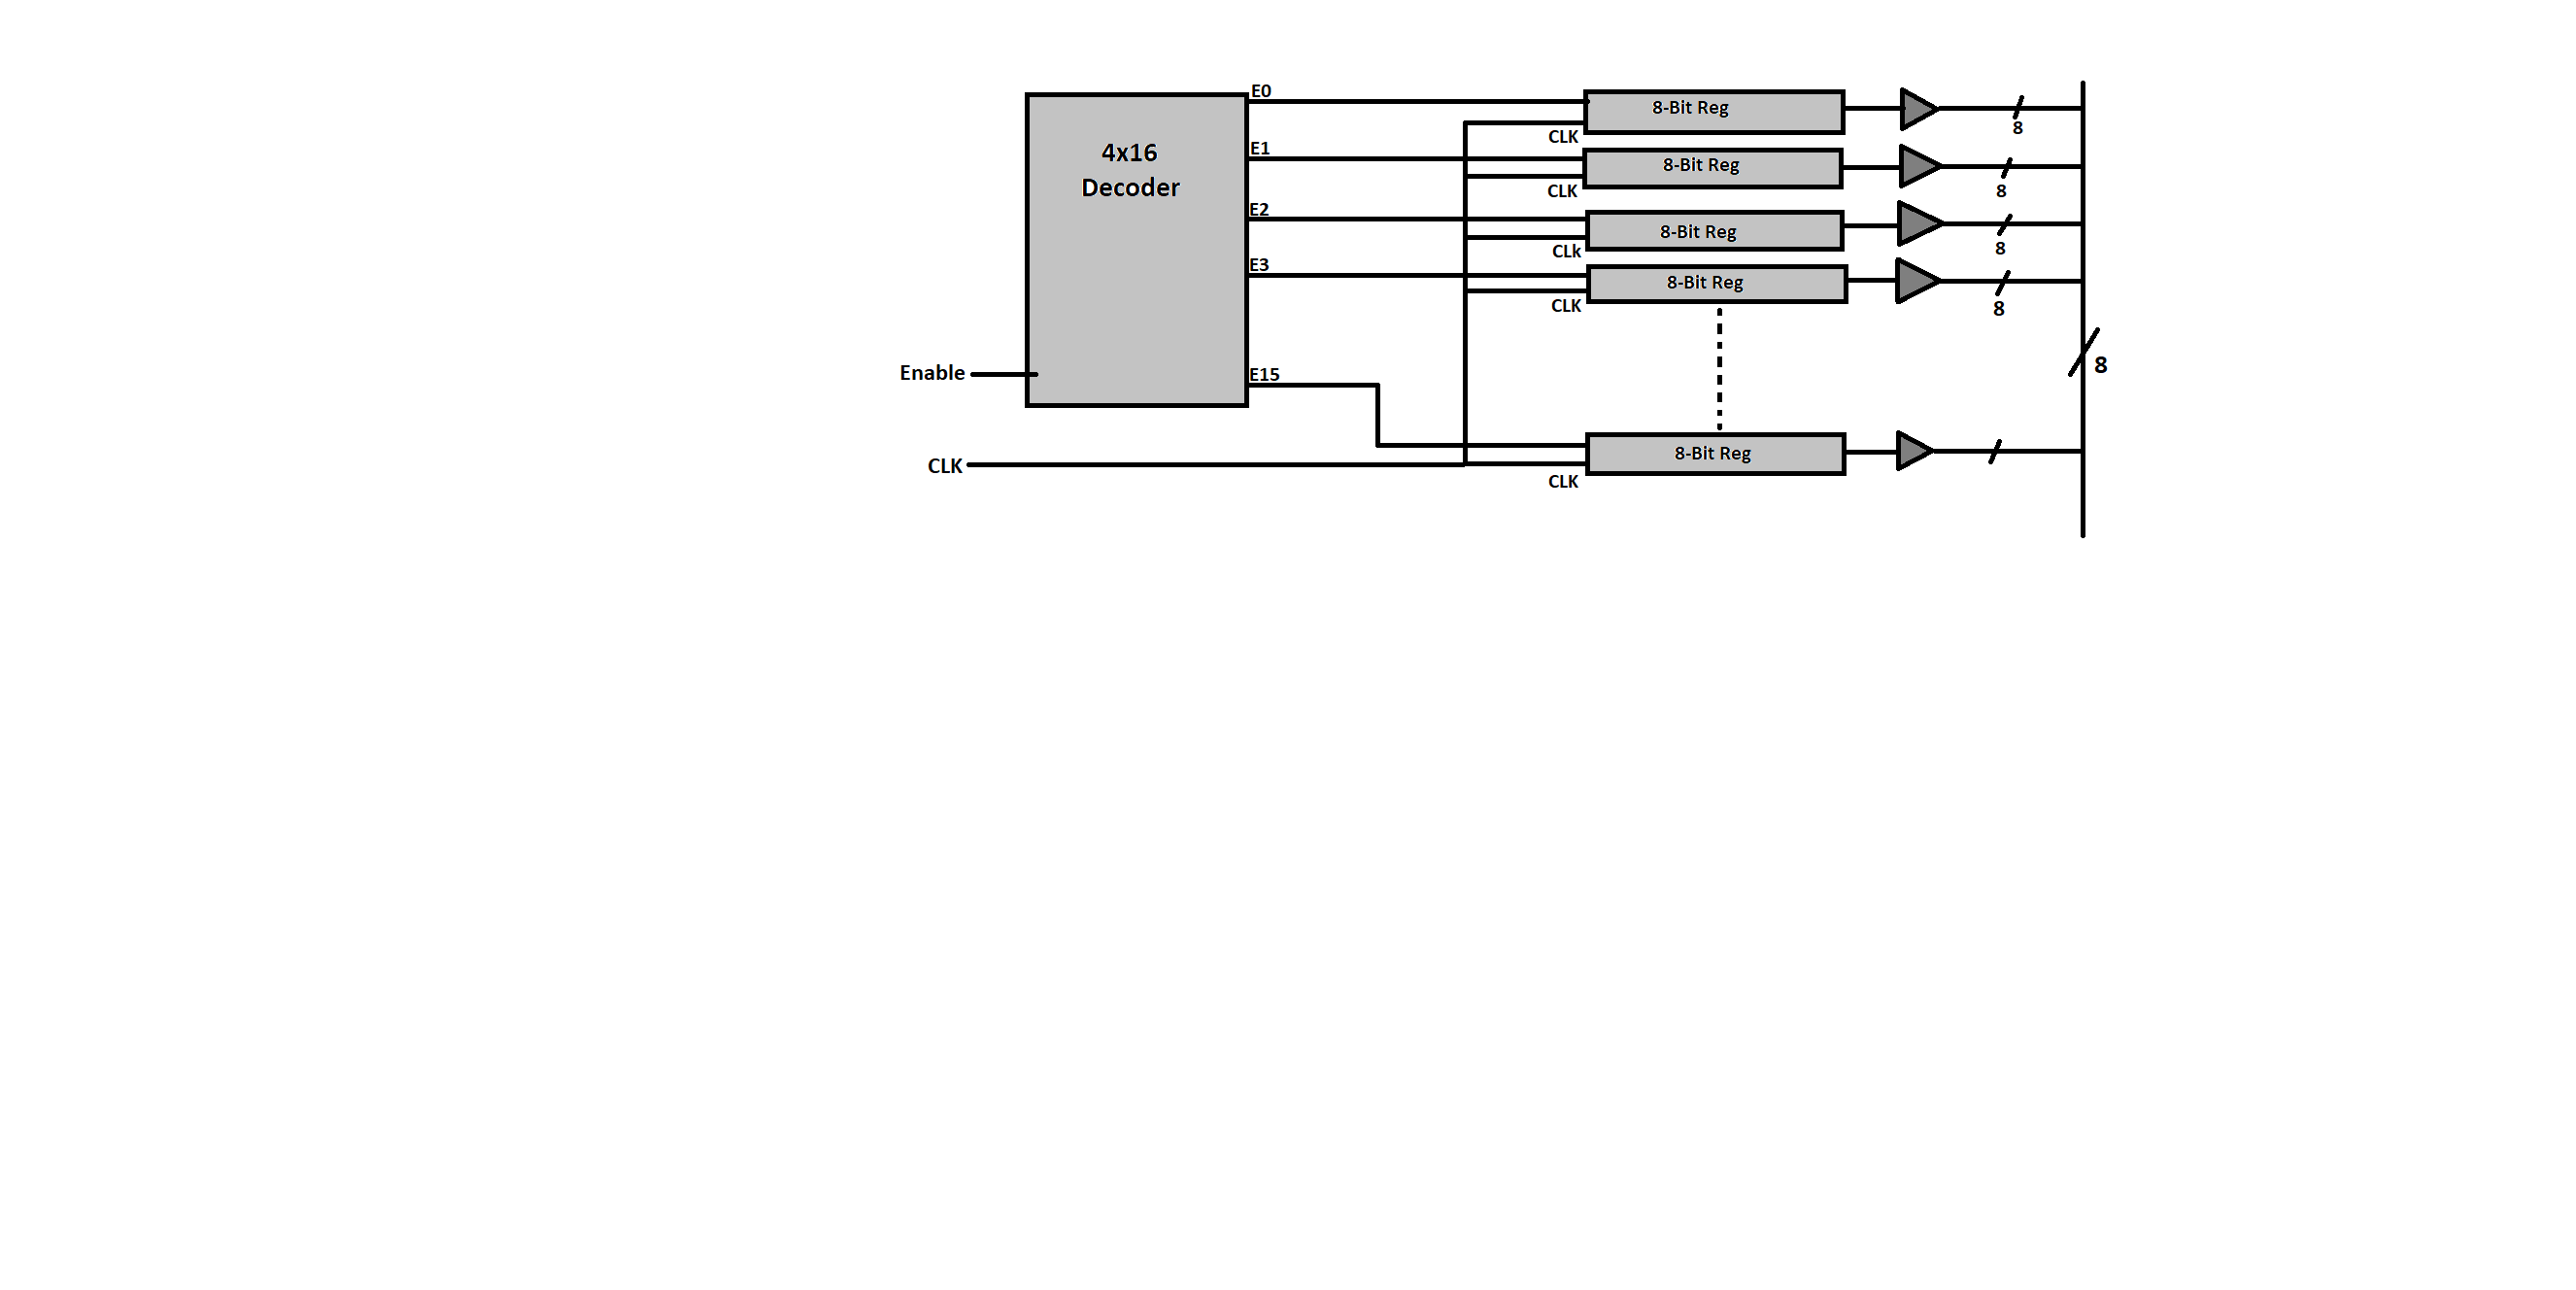 E0
8-Bit Reg
8
CLK
E1
4x16
Decoder
8-Bit Reg
8
CLK
E2
8-Bit Reg
8
CLk
E3
8-Bit Reg
8
CLK
8
Enable
E15
8-Bit Reg
CLK
CLK